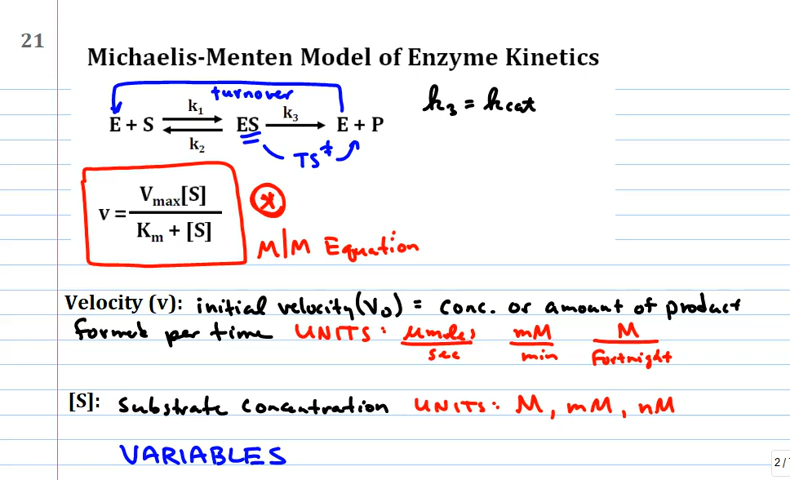 21
Michaelis-Menten Model of Enzyme Kinetics
turnover
k₃ = kcat
E + S k₁ k₂ ES k₃ E + P
TS‡
v = Vmax[S] / Km + [S]
*
M/M Equation
Velocity (v): initial velocity (V₀) = conc. or amount of product
formed per time UNITS: μmoles/sec mM/min M/Fortnight
[S]: Substrate concentration UNITS: M, mM, nM
VARIABLES
2/